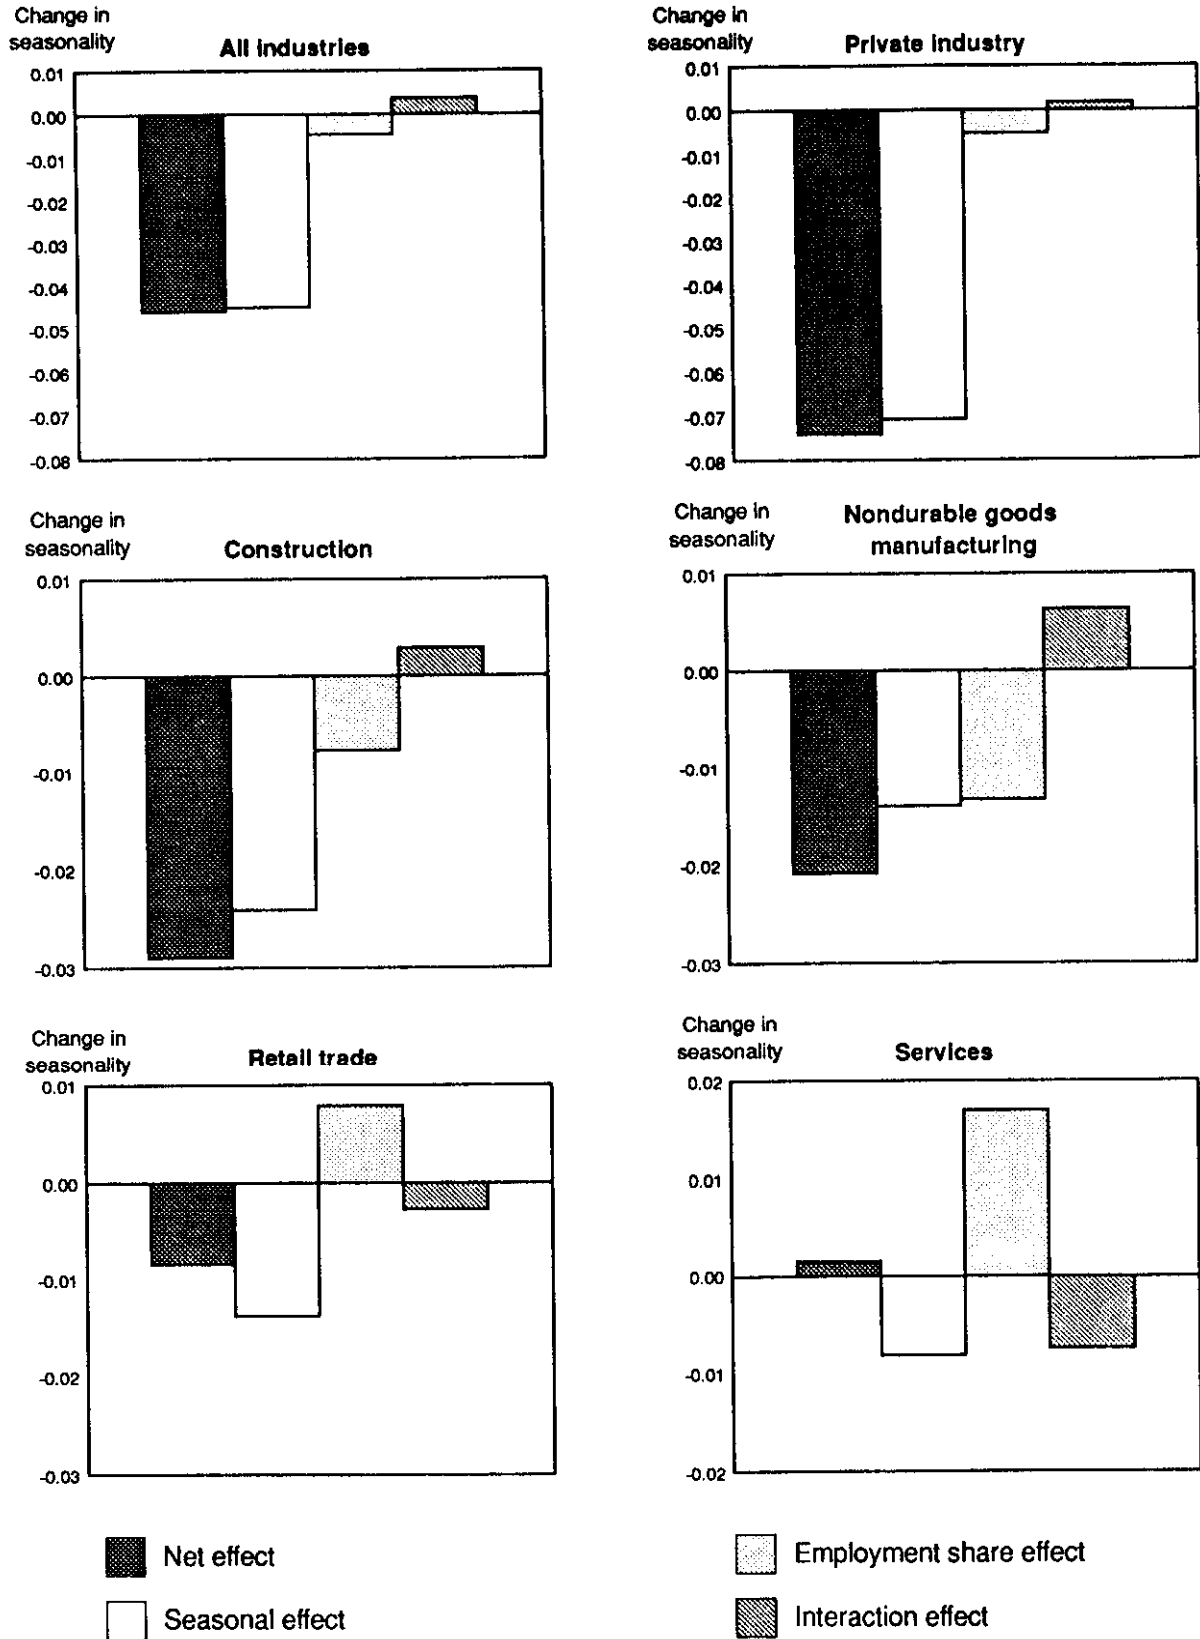 Change in
seasonality
All industries
0.01
0.00
-0.01
-0.02
-0.03
-0.04
-0.05
-0.06
-0.07
-0.08
Change in
seasonality
Private industry
0.01
0.00
-0.01
-0.02
-0.03
-0.04
-0.05
-0.06
-0.07
-0.08
Change in
seasonality
Construction
0.01
0.00
-0.01
-0.02
-0.03
Change in
seasonality
Nondurable goods
manufacturing
0.01
0.00
-0.01
-0.02
-0.03
Change in
seasonality
Retail trade
0.01
0.00
-0.01
-0.02
-0.03
Change in
seasonality
Services
0.02
0.01
0.00
-0.01
-0.02
Net effect
Seasonal effect
Employment share effect
Interaction effect